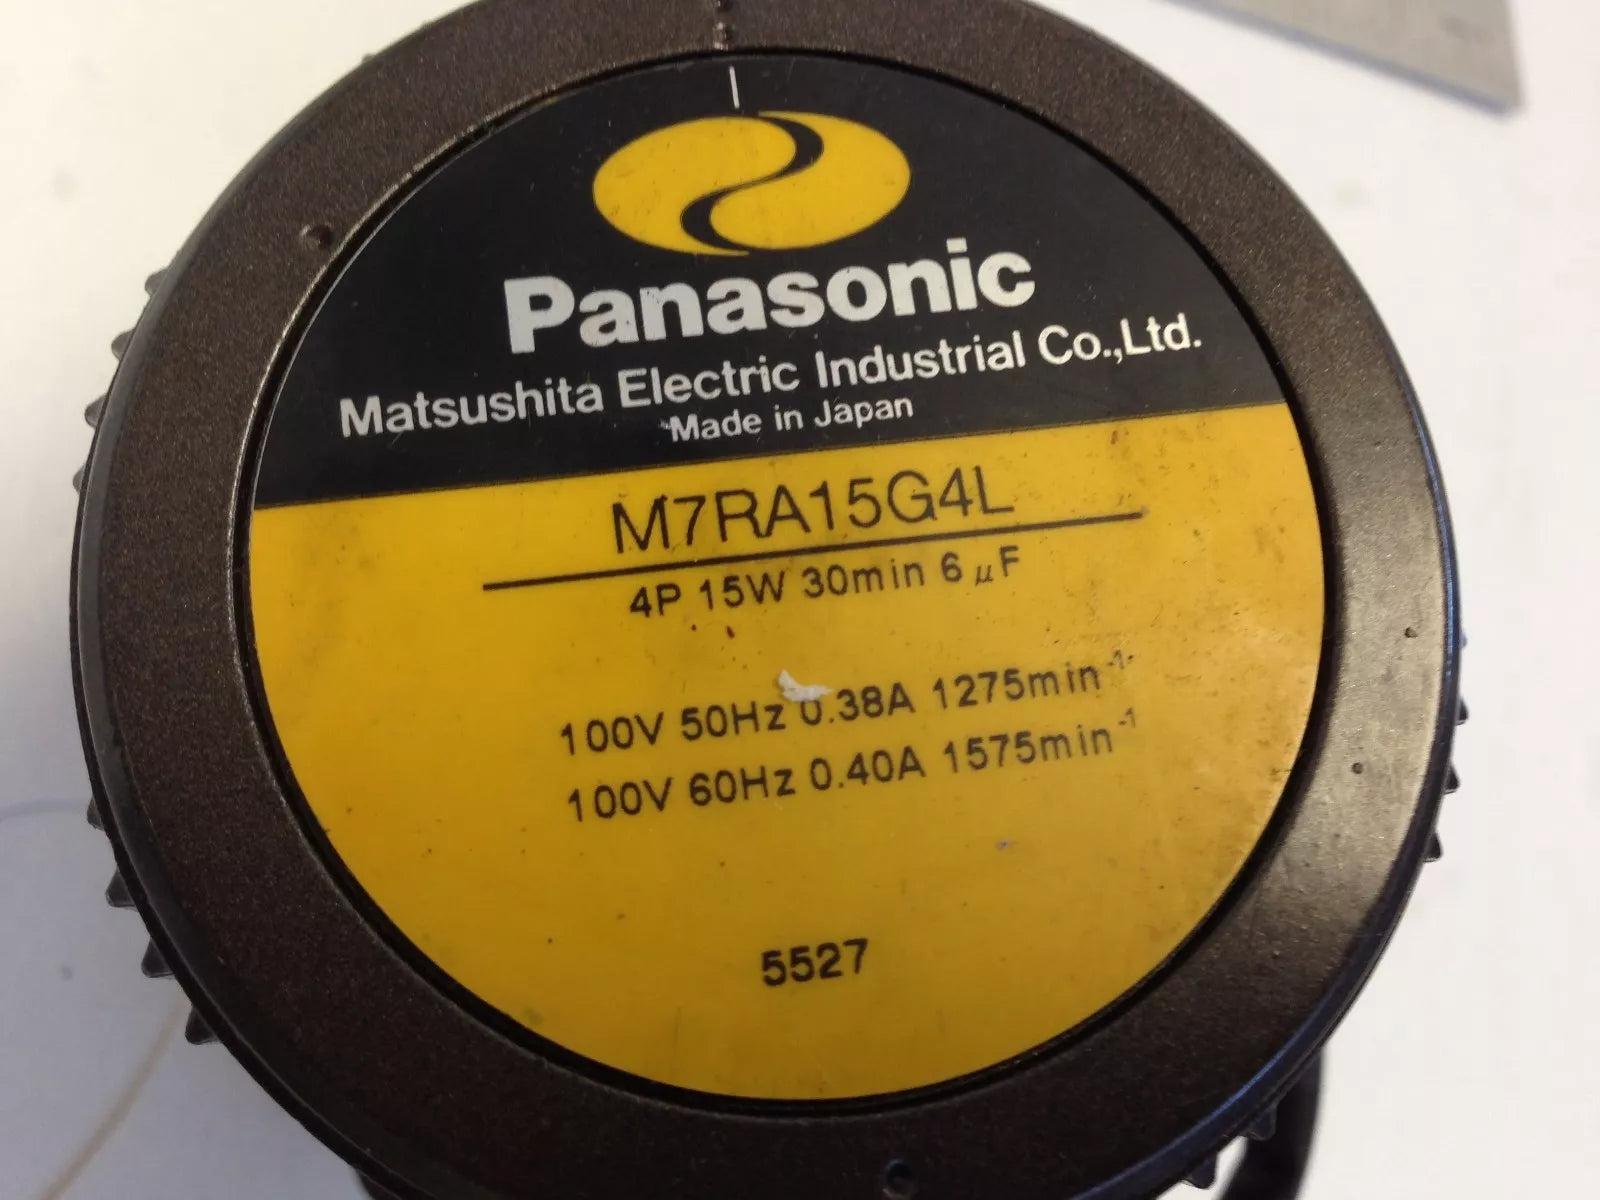 Panasonic
Matsushita Electric Industrial Co.,Ltd.
Made in Japan
M7RA15G4L
4P 15W 30min 6μF
100V 50Hz 0.38A 1275min⁻¹
100V 60Hz 0.40A 1575min⁻¹
5527